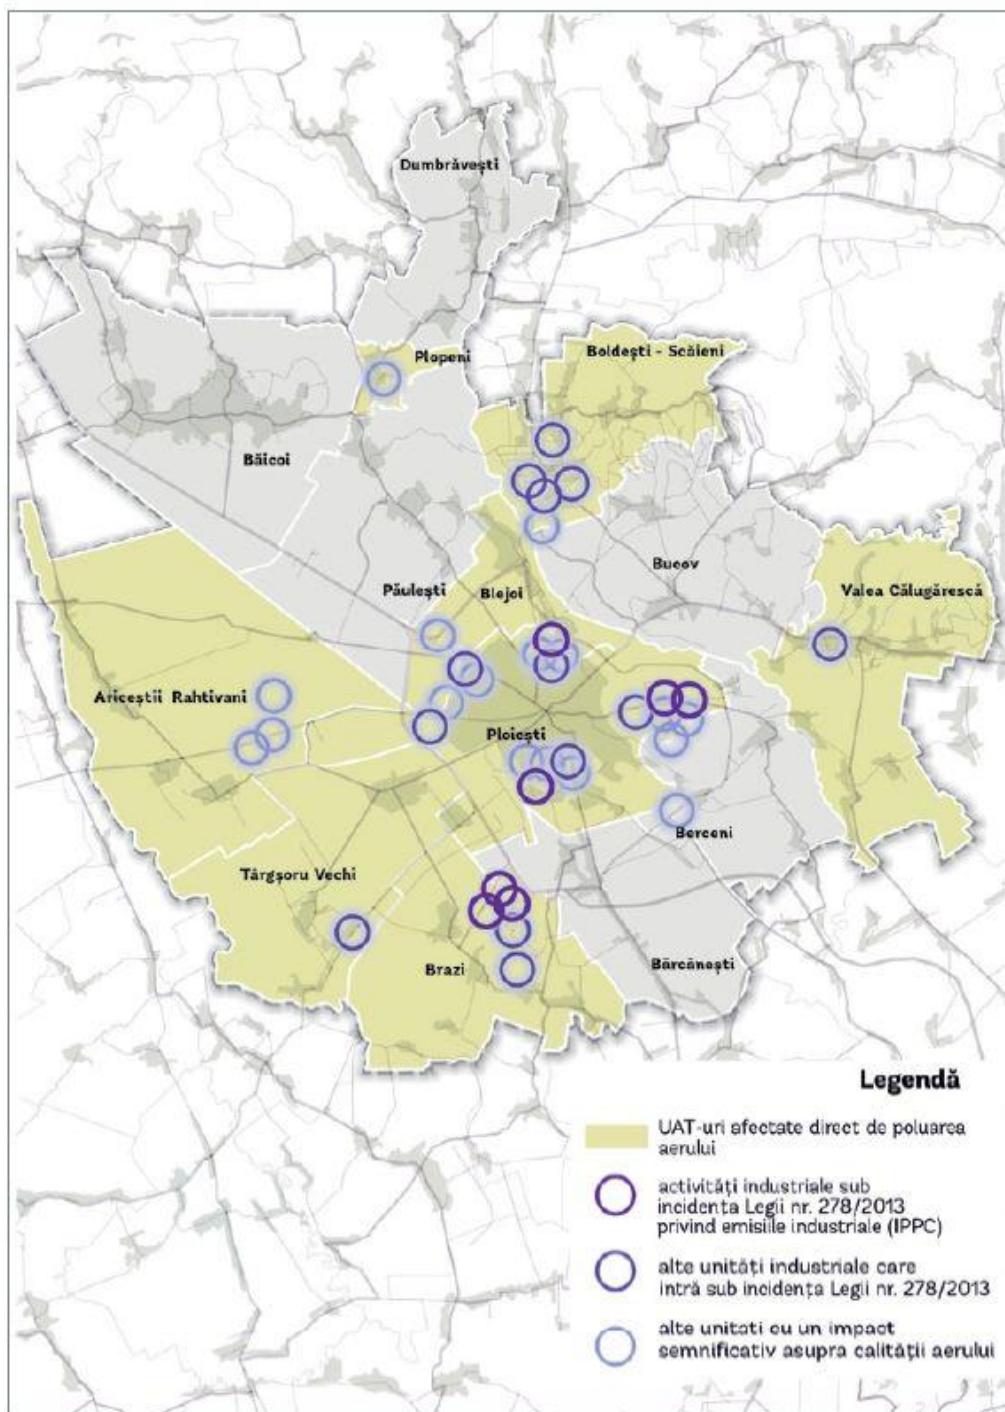 Dumbrăvești
Plopeni
Boldești - Scăieni
Băicoi
Bucov
Păulești
Blejoi
Valea Călugărescă
Ariceștii Rahtivani
Ploiești
Berceni
Târgșoru Vechi
Brazi
Bărcănești
Legendă
UAT-uri afectate direct de poluarea
aerului
activități industriale sub
incidența Legii nr. 278/2013
privind emisiile industriale (IPPC)
alte unități industriale care
intră sub incidența Legii nr. 278/2013
alte unitati cu un impact
semnificativ asupra calității aerului